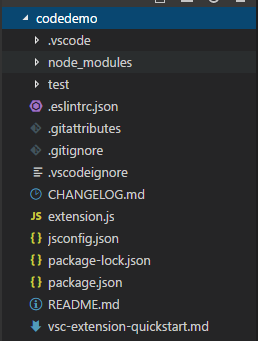 codedemo
.vscode
node_modules
test
.eslintrc.json
.gitattributes
.gitignore
.vscodeignore
CHANGELOG.md
JS extension.js
{} jsconfig.json
{} package-lock.json
{} package.json
README.md
vsc-extension-quickstart.md